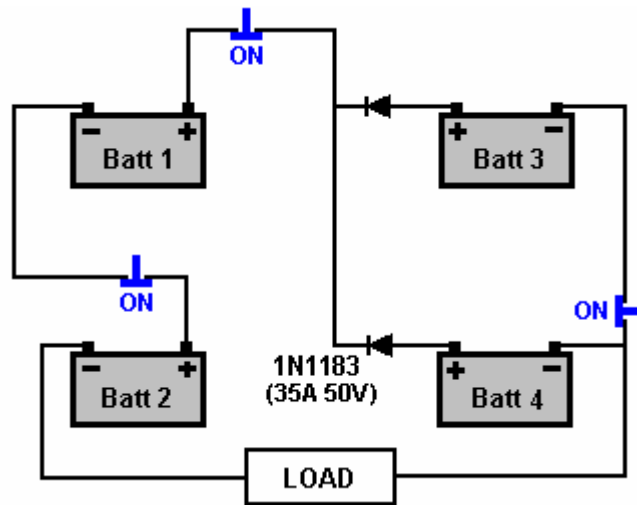 ON
- +
Batt 1
+ -
Batt 3
ON
ON
- +
Batt 2
1N1183
(35A 50V)
+ -
Batt 4
LOAD